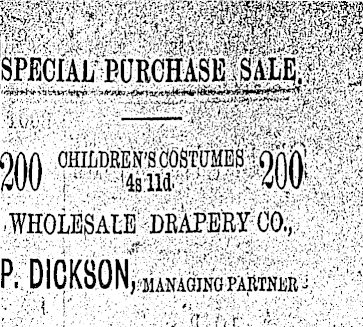 SPECIAL PURCHASE SALE.
200 CHILDREN'S COSTUMES 200
4s 11d.
WHOLESALE DRAPERY CO.,
P. DICKSON, MANAGING PARTNER